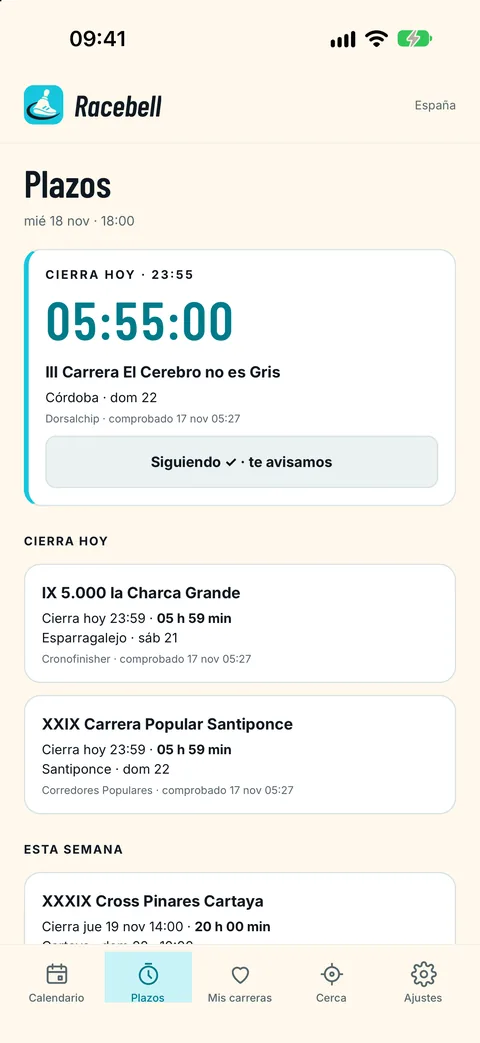 09:41
Racebell
España
Plazos
mié 18 nov · 18:00
CIERRA HOY · 23:55
05:55:00
III Carrera El Cerebro no es Gris
Córdoba · dom 22
Dorsalchip · comprobado 17 nov 05:27
Siguiendo ✓ · te avisamos
CIERRA HOY
IX 5.000 la Charca Grande
Cierra hoy 23:59 · 05 h 59 min
Esparragalejo · sáb 21
Cronofinisher · comprobado 17 nov 05:27
XXIX Carrera Popular Santiponce
Cierra hoy 23:59 · 05 h 59 min
Santiponce · dom 22
Corredores Populares · comprobado 17 nov 05:27
ESTA SEMANA
XXXIX Cross Pinares Cartaya
Cierra jue 19 nov 14:00 · 20 h 00 min
Calendario
Plazos
Mis carreras
Cerca
Ajustes